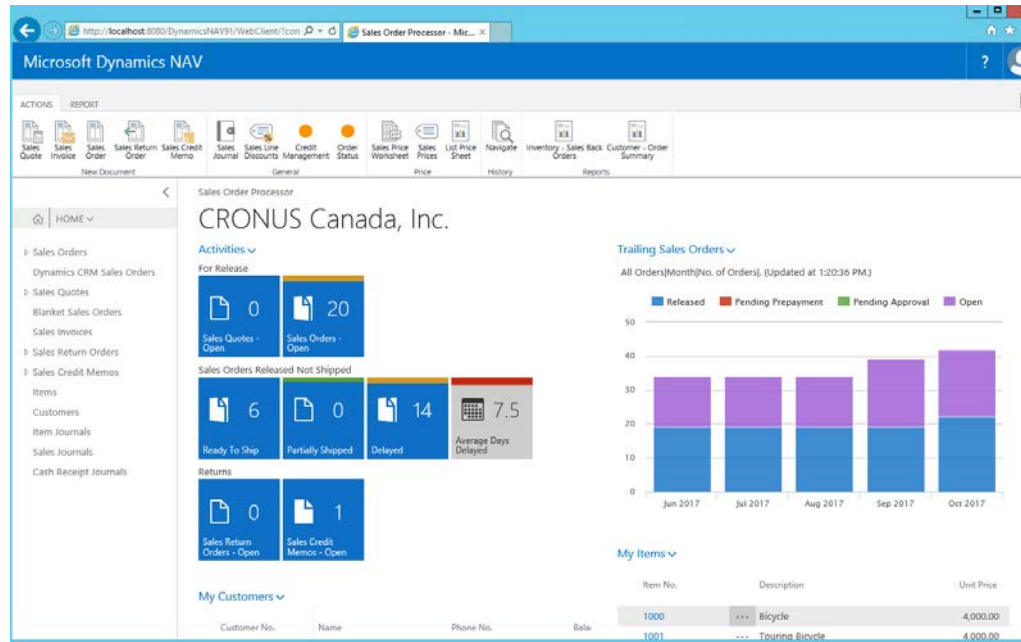 http://localhost:8080/DynamicsNAV91/WebClient/?con
Sales Order Processor - Mic...
Microsoft Dynamics NAV
?
ACTIONS REPORT
Sales Quote
Sales Invoice
Sales Order
Sales Return Order
Sales Credit Memo
Sales Journal
Sales Line Discounts
Credit Management
Order Status
Sales Price Worksheet
Sales Prices
List Price Sheet
Navigate
Inventory - Sales Back Orders
Customer - Order Summary
New Document
General
Price
History
Reports
HOME
Sales Orders
Dynamics CRM Sales Orders
Sales Quotes
Blanket Sales Orders
Sales Invoices
Sales Return Orders
Sales Credit Memos
Items
Customers
Item Journals
Sales Journals
Cash Receipt Journals
Sales Order Processor
CRONUS Canada, Inc.
Activities
For Release
0
Sales Quotes -
Open
20
Sales Orders -
Open
Sales Orders Released Not Shipped
6
Ready To Ship
0
Partially Shipped
14
Delayed
7.5
Average Days
Delayed
Returns
0
Sales Return
Orders - Open
1
Sales Credit
Memos - Open
My Customers
Customer No. Name Phone No. Bala
Trailing Sales Orders
All Orders|Month|No. of Orders|. (Updated at 1:20:36 PM.)
Released Pending Prepayment Pending Approval Open
50
40
30
20
10
0
Jun 2017 Jul 2017 Aug 2017 Sep 2017 Oct 2017
My Items
Item No. Description Unit Price
1000 ... Bicycle 4,000.00
1001 ... Touring Bicycle 4,000.00